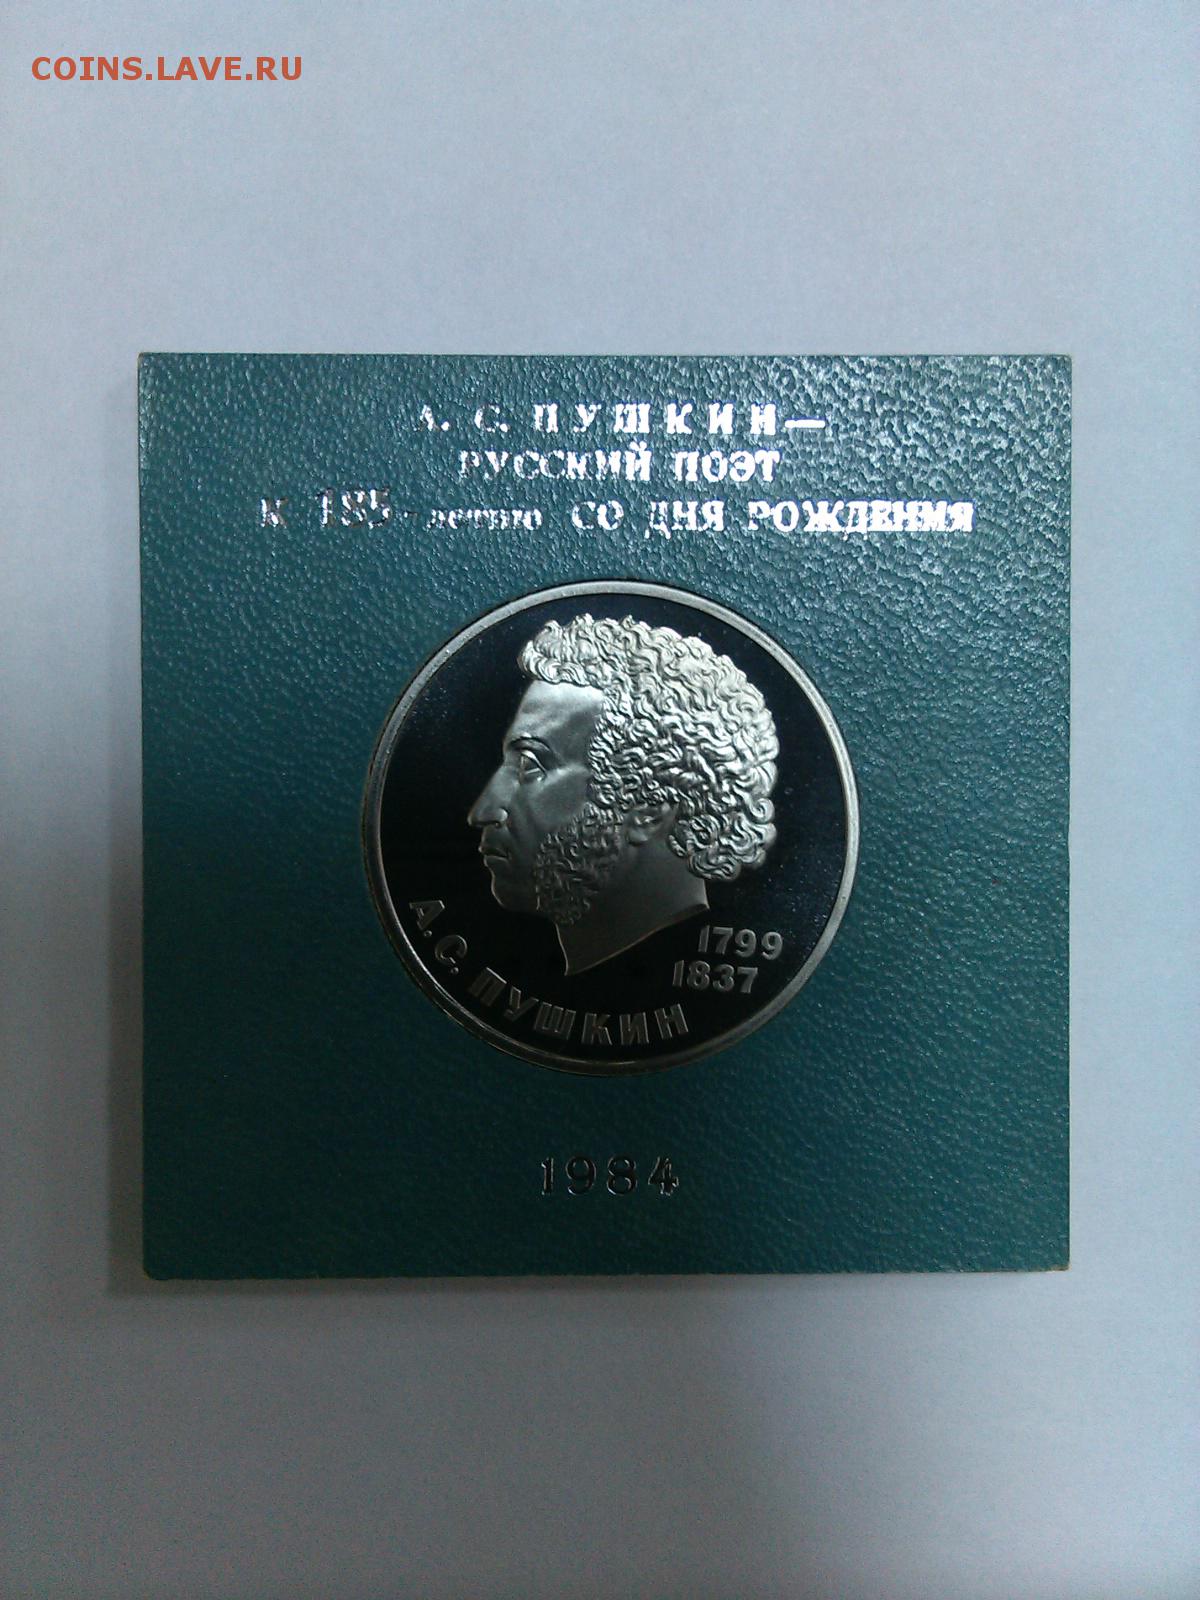 COINS.LAVE.RU
А. С. ПУШКИН—
РУССКИЙ ПОЭТ
К 185-летию СО ДНЯ РОЖДЕНИЯ
1799
1837
А. С. ПУШКИН
1984